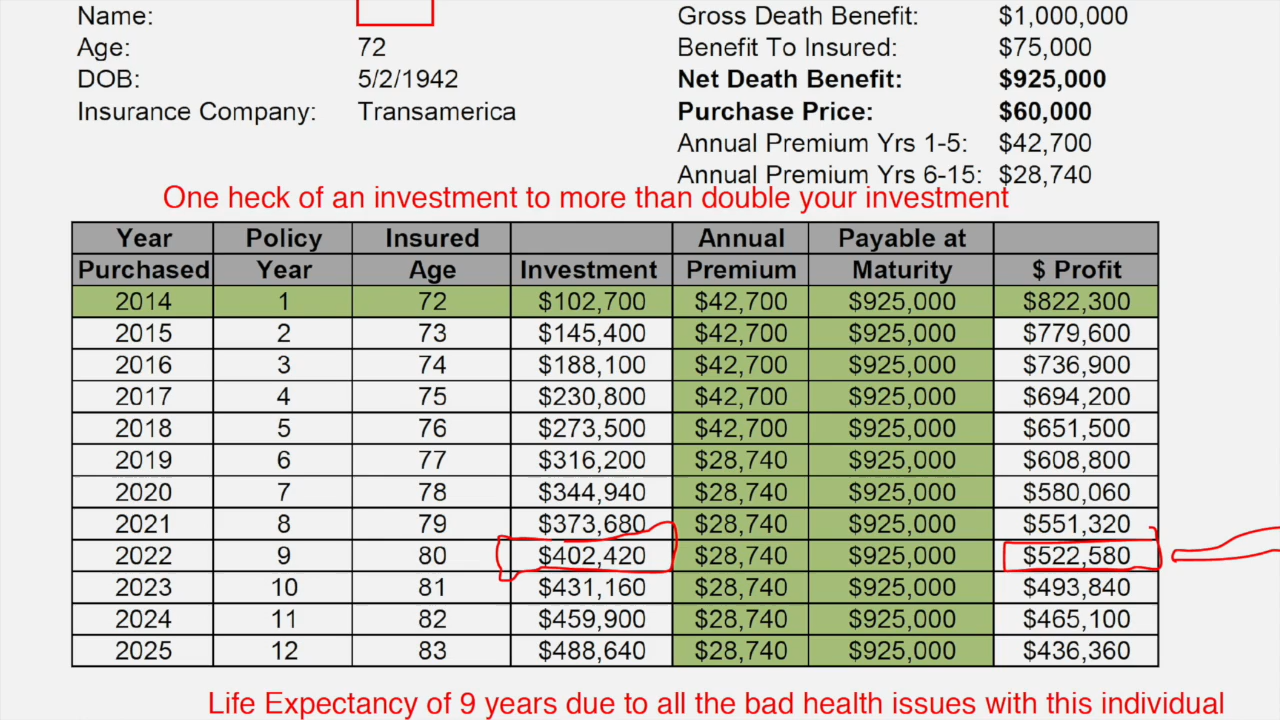 Name: Gross Death Benefit: $1,000,000
Age: 72 Benefit To Insured: $75,000
DOB: 5/2/1942 Net Death Benefit: $925,000
Insurance Company: Transamerica Purchase Price: $60,000
Annual Premium Yrs 1-5: $42,700
Annual Premium Yrs 6-15: $28,740
One heck of an investment to more than double your investment
Year Policy Insured Annual Payable at
Purchased Year Age Investment Premium Maturity $ Profit
2014 1 72 $102,700 $42,700 $925,000 $822,300
2015 2 73 $145,400 $42,700 $925,000 $779,600
2016 3 74 $188,100 $42,700 $925,000 $736,900
2017 4 75 $230,800 $42,700 $925,000 $694,200
2018 5 76 $273,500 $42,700 $925,000 $651,500
2019 6 77 $316,200 $28,740 $925,000 $608,800
2020 7 78 $344,940 $28,740 $925,000 $580,060
2021 8 79 $373,680 $28,740 $925,000 $551,320
2022 9 80 $402,420 $28,740 $925,000 $522,580
2023 10 81 $431,160 $28,740 $925,000 $493,840
2024 11 82 $459,900 $28,740 $925,000 $465,100
2025 12 83 $488,640 $28,740 $925,000 $436,360
Life Expectancy of 9 years due to all the bad health issues with this individual